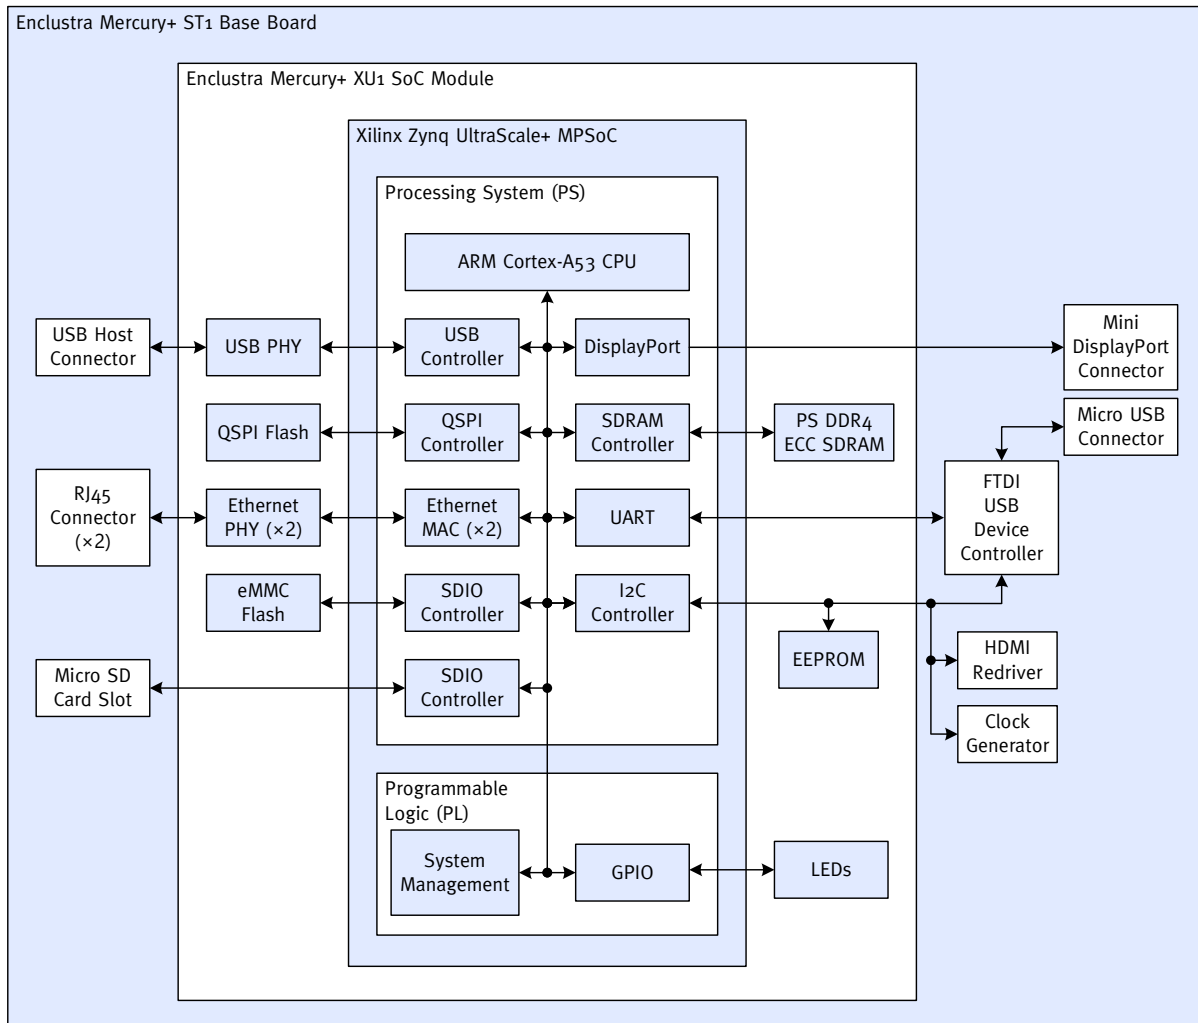 Enclustra Mercury+ ST1 Base Board
Enclustra Mercury+ XU1 SoC Module
Xilinx Zynq UltraScale+ MPSoC
Processing System (PS)
ARM Cortex-A53 CPU
USB Host
Connector
USB PHY
USB
Controller
DisplayPort
Mini
DisplayPort
Connector
QSPI Flash
QSPI
Controller
SDRAM
Controller
PS DDR4
ECC SDRAM
Micro USB
Connector
RJ45
Connector
(×2)
Ethernet
PHY (×2)
Ethernet
MAC (×2)
UART
FTDI
USB
Device
Controller
eMMC
Flash
SDIO
Controller
I2C
Controller
EEPROM
HDMI
Redriver
Micro SD
Card Slot
SDIO
Controller
Clock
Generator
Programmable
Logic (PL)
System
Management
GPIO
LEDs